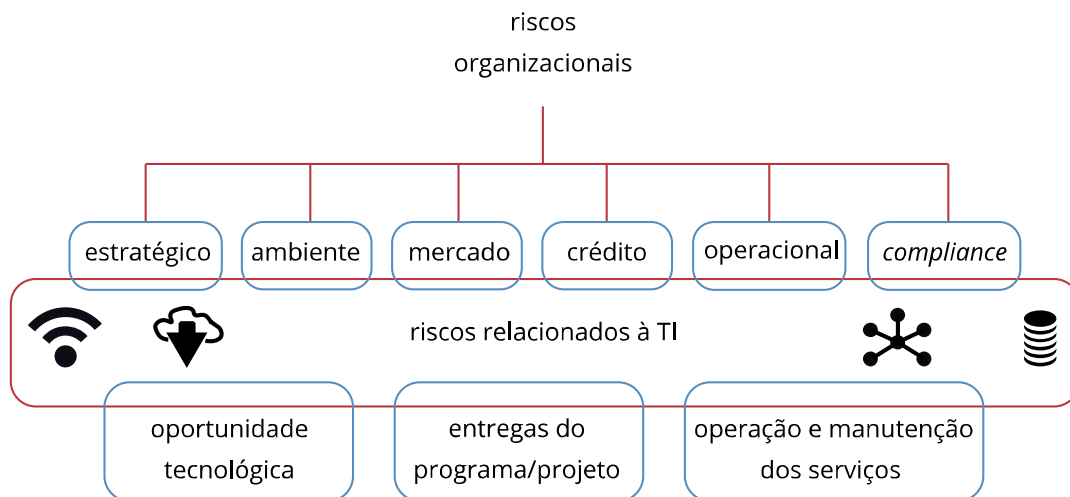 riscos
organizacionais
estratégico
ambiente
mercado
crédito
operacional
compliance
riscos relacionados à TI
oportunidade
tecnológica
entregas do
programa/projeto
operação e manutenção
dos serviços